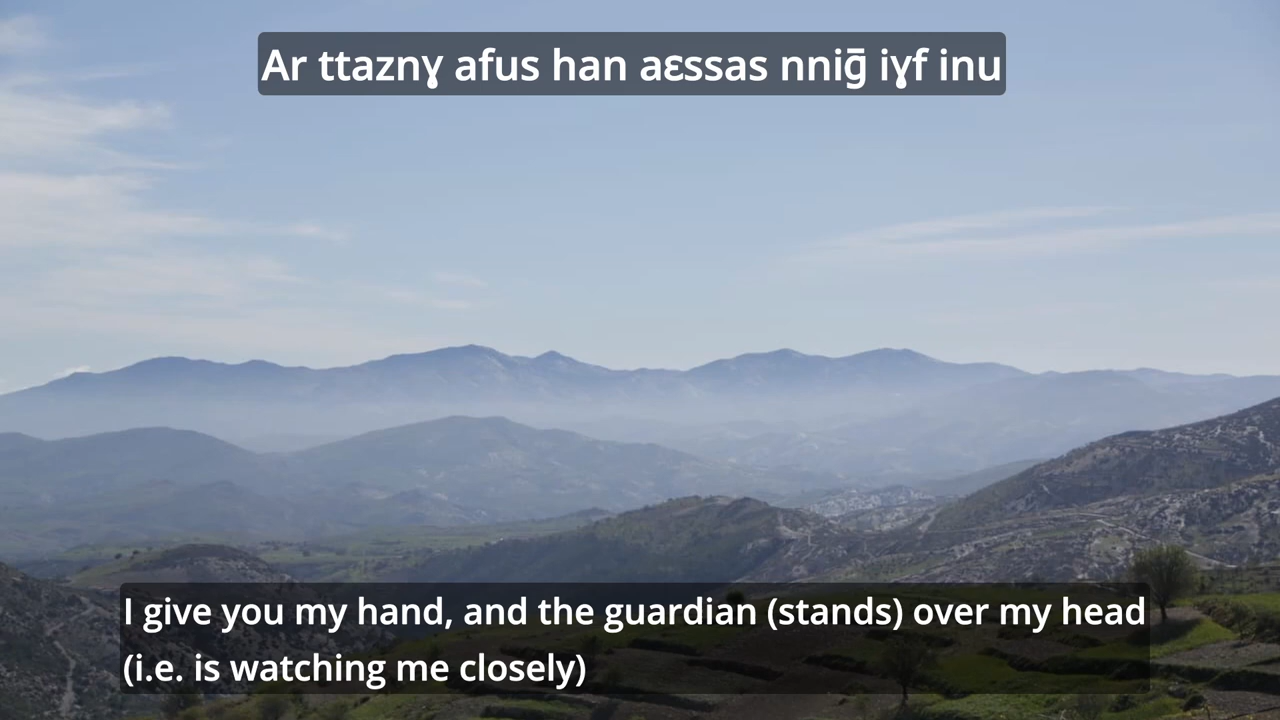 Ar ttaznɣ afus han aɛssas nniḡ iɣf inu
I give you my hand, and the guardian (stands) over my head
(i.e. is watching me closely)